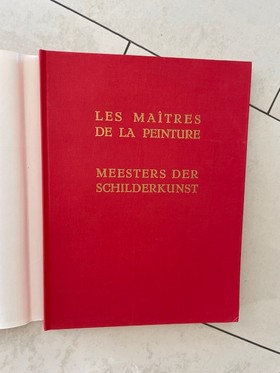 LES MAÎTRES
DE LA PEINTURE
MEESTERS DER
SCHILDERKUNST